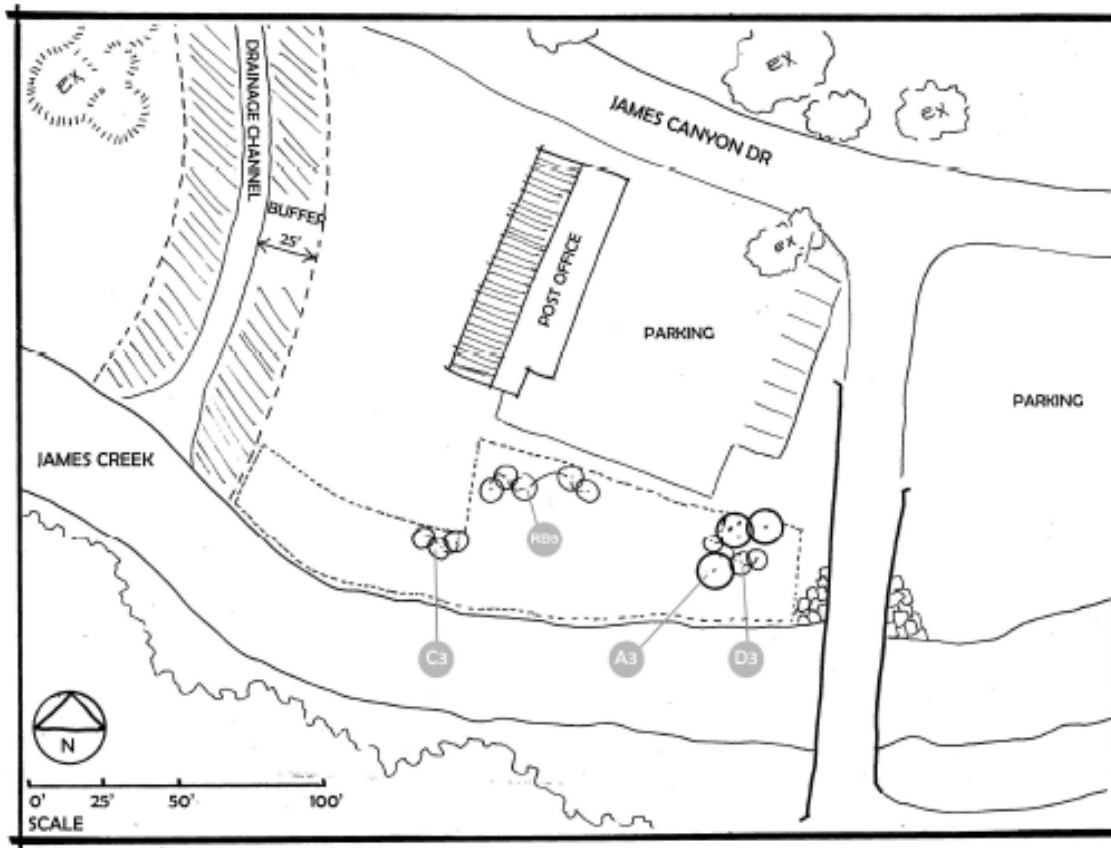 EX
DRAINAGE CHANNEL
BUFFER
25'
JAMES CANYON DR
ex
ex
ex
POST OFFICE
PARKING
PARKING
JAMES CREEK
RB9
C3
A3
D3
N
0' 25' 50' 100'
SCALE